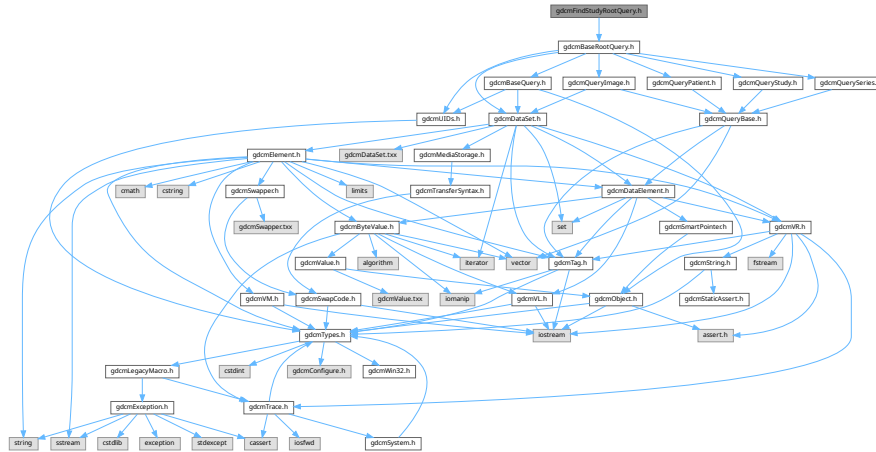 gdcmFindStudyRootQuery.h
gdcmBaseRootQuery.h
gdcmBaseQuery.h gdcmQueryImage.h gdcmQueryPatient.h gdcmQueryStudy.h gdcmQuerySeries.
gdcmUIDs.h gdcmDataSet.h gdcmQueryBase.h
gdcmElement.h gdcmDataSet.txx gdcmMediaStorage.h
cmath cstring gdcmSwapper.h limits gdcmTransferSyntax.h gdcmDataElement.h
gdcmSwapper.txx gdcmByteValue.h set gdcmSmartPointer.h gdcmVR.h
gdcmValue.h algorithm iterator vector gdcmTag.h gdcmString.h fstream
gdcmVM.h gdcmSwapCode.h gdcmValue.txx iomanip gdcmVL.h gdcmObject.h gdcmStaticAssert.h
gdcmTypes.h iostream assert.h
gdcmLegacyMacro.h cstdint gdcmConfigure.h gdcmWin32.h
gdcmException.h gdcmTrace.h
string sstream cstdlib exception stdexcept cassert iosfwd gdcmSystem.h